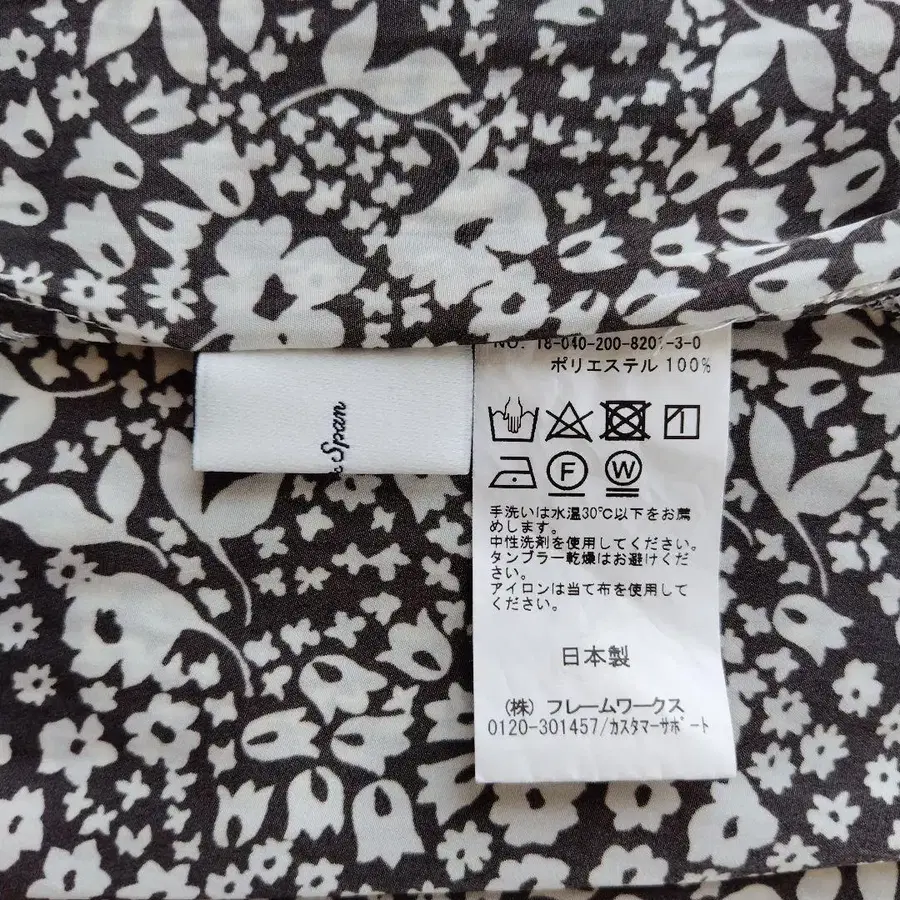 NO. 18-040-200-8201-3-0
ポリエステル 100%
Span
F
W
手洗いは水温30℃以下をお薦
めします。
中性洗剤を使用してください。
タンブラー乾燥はお避けくだ
さい。
アイロンは当て布を使用して
ください。
日本製
(株) フレームワークス
0120-301457/カスタマーサポート